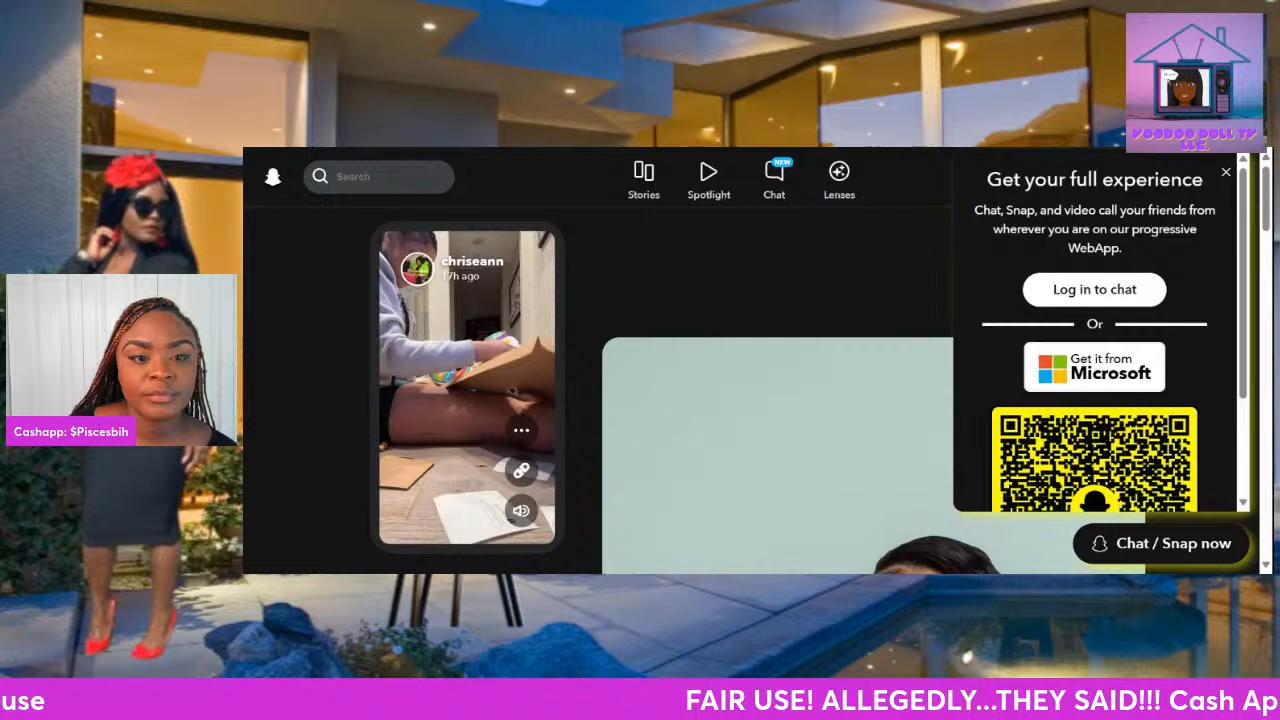 VOODOO DOLL TV
LLC.
Search
Stories
Spotlight
NEW
Chat
Lenses
Get your full experience
Chat, Snap, and video call your friends from
wherever you are on our progressive
WebApp.
Log in to chat
Or
Get it from
Microsoft
chriseann
17h ago
Cashapp: $Piscesbih
Chat / Snap now
use FAIR USE! ALLEGEDLY...THEY SAID!!! Cash Ap